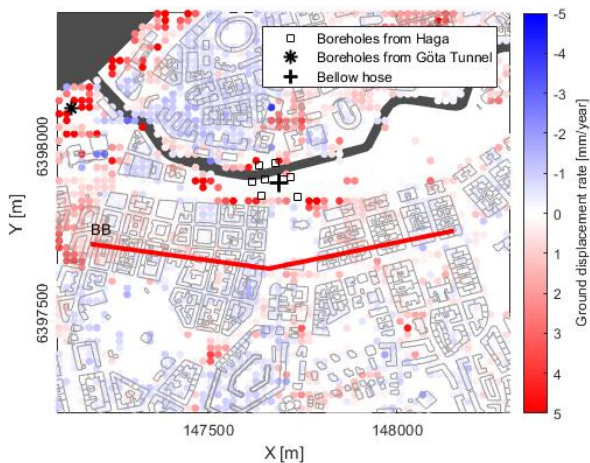 Boreholes from Haga
Boreholes from Göta Tunnel
Bellow hose
BB
Y [m]
6398000
6397500
147500
148000
X [m]
-5
-4
-3
-2
-1
0
1
2
3
4
5
Ground displacement rate [mm/year]